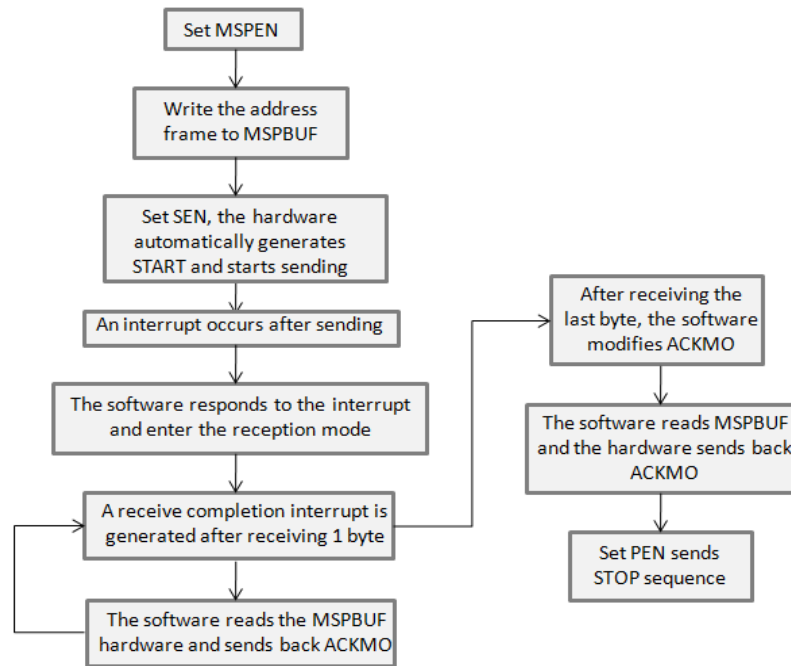 Set MSPEN
Write the address
frame to MSPBUF
Set SEN, the hardware
automatically generates
START and starts sending
An interrupt occurs after sending
The software responds to the interrupt
and enter the reception mode
A receive completion interrupt is
generated after receiving 1 byte
The software reads the MSPBUF
hardware and sends back ACKMO
After receiving the
last byte, the software
modifies ACKMO
The software reads MSPBUF
and the hardware sends back
ACKMO
Set PEN sends
STOP sequence